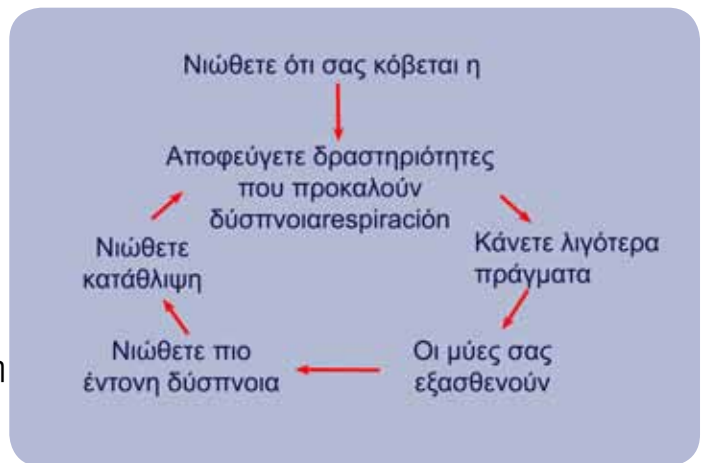 Νιώθετε ότι σας κόβεται η
Αποφεύγετε δραστηριότητες
που προκαλούν
δύσπνοιαrespiración
Κάνετε λιγότερα
πράγματα
Οι μύες σας
εξασθενούν
Νιώθετε πιο
έντονη δύσπνοια
Νιώθετε
κατάθλιψη